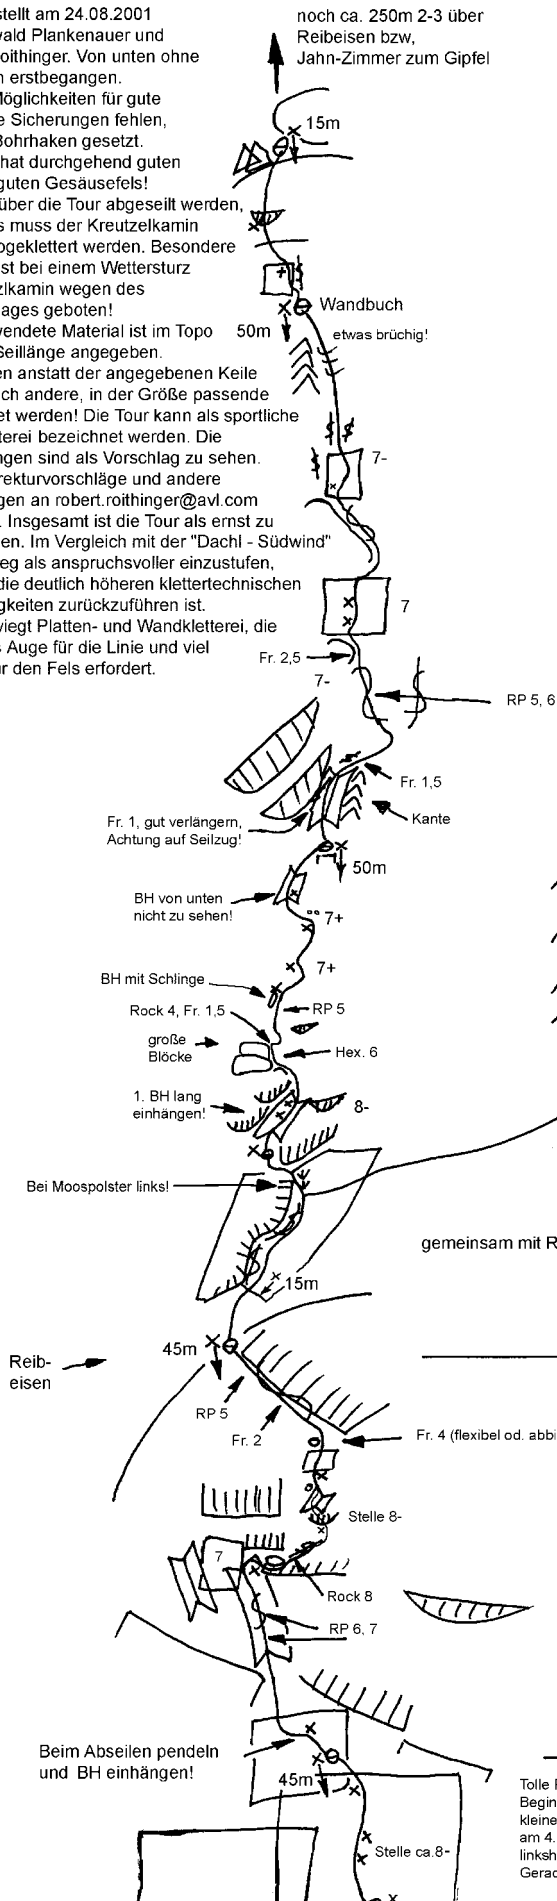 stellt am 24.08.2001
wald Plankenauer und
oithinger. Von unten ohne
n erstbegangen.
Möglichkeiten für gute
e Sicherungen fehlen,
Bohrhaken gesetzt.
hat durchgehend guten
guten Gesäusefels!
über die Tour abgeseilt werden,
s muss der Kreutzelkamin
bgeklettert werden. Besondere
st bei einem Wettersturz
zlkamin wegen des
lages geboten!
wendete Material ist im Topo
Seillänge angegeben.
en anstatt der angegebenen Keile
ch andere, in der Größe passende
et werden! Die Tour kann als sportliche
terei bezeichnet werden. Die
ngen sind als Vorschlag zu sehen.
rekturvorschläge und andere
gen an robert.roithinger@avl.com
. Insgesamt ist die Tour als ernst zu
en. Im Vergleich mit der "Dachl - Südwind"
eg als anspruchsvoller einzustufen,
die deutlich höheren klettertechnischen
gkeiten zurückzuführen ist.
wiegt Platten- und Wandkletterei, die
s Auge für die Linie und viel
ür den Fels erfordert.
noch ca. 250m 2-3 über
Reibeisen bzw,
Jahn-Zimmer zum Gipfel
15m
Wandbuch
50m
etwas brüchig!
7-
7
Fr. 2,5
7-
RP 5, 6
Fr. 1,5
Kante
Fr. 1, gut verlängern,
Achtung auf Seilzug!
50m
BH von unten
nicht zu sehen!
7+
7+
BH mit Schlinge
Rock 4, Fr. 1,5
RP 5
große
Blöcke
Hex. 6
1. BH lang
einhängen!
8-
Bei Moospolster links!
gemeinsam mit R
15m
45m
Reib-
eisen
RP 5
Fr. 2
Fr. 4 (flexibel od. abbi
Stelle 8-
7
Rock 8
RP 6, 7
Beim Abseilen pendeln
und BH einhängen!
45m
Tolle
Begin
kleine
am 4.
linksh
Gerad
Stelle ca.8-